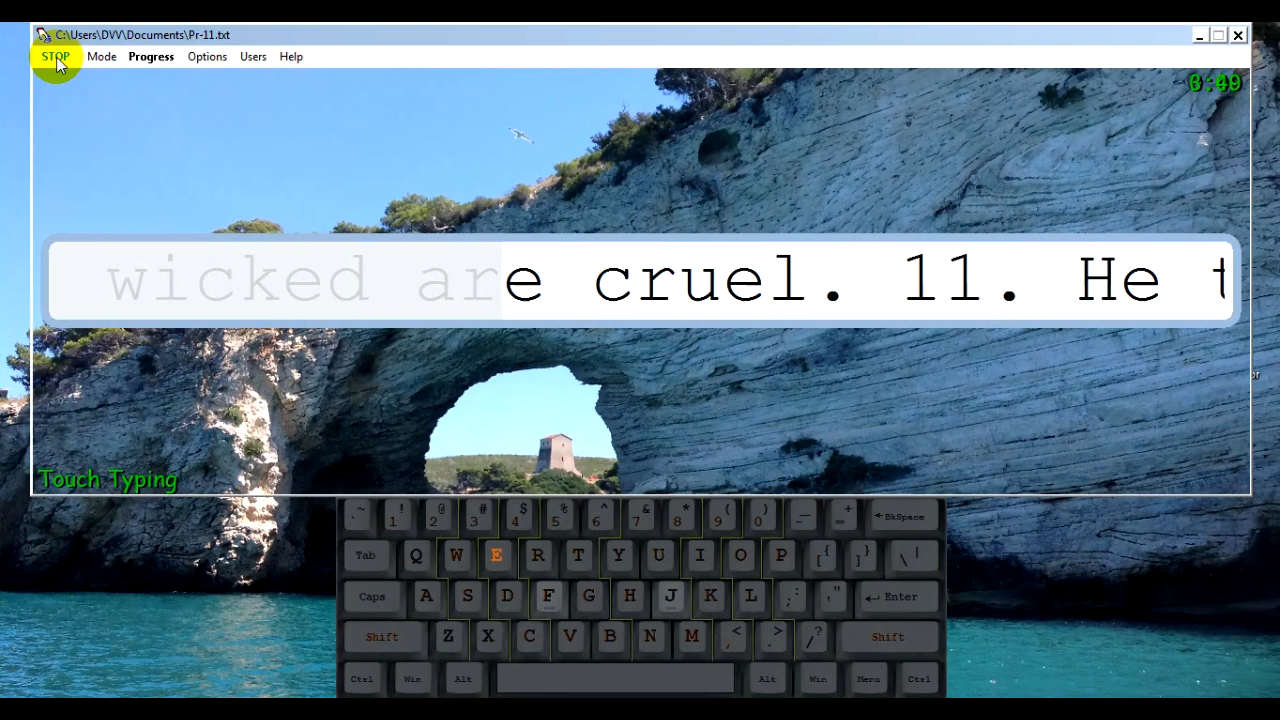 C:\Users\DVV\Documents\Pr-11.txt
STOP Mode Progress Options Users Help
wicked are cruel. 11. He t
Touch Typing
~ ` ! 1 @ 2 # 3 $ 4 % 5 ^ 6 & 7 * 8 ( 9 ) 0 _ - + = BkSpace
Tab Q W E R T Y U I O P { [ } ] | \
Caps A S D F G H J K L : ; " ' Enter
Shift Z X C V B N M < , > . ? / Shift
Ctrl Win Alt Alt Win Menu Ctrl